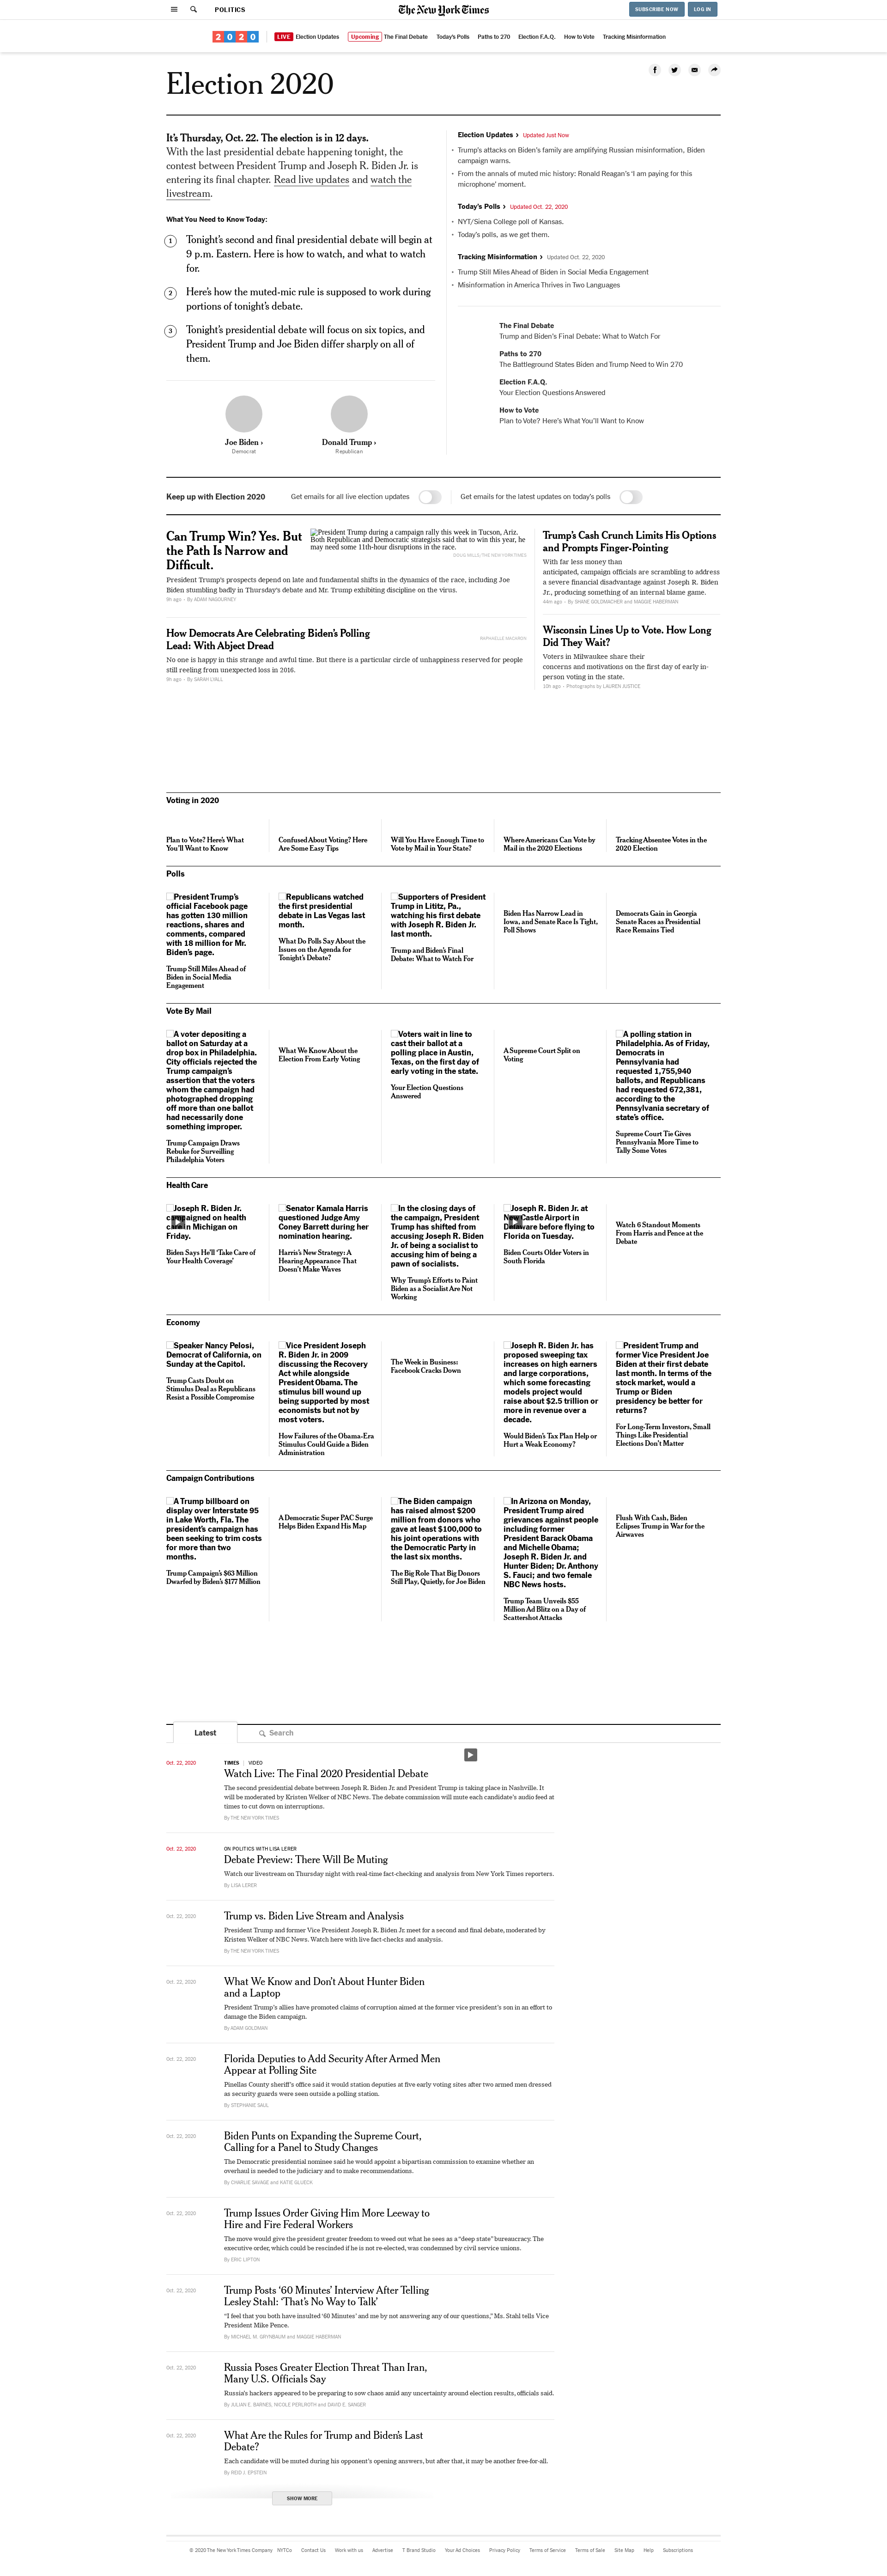 POLITICS
The New York Times
SUBSCRIBE NOW
LOG IN
2020
LIVE Election Updates
Upcoming The Final Debate
Today's Polls
Paths to 270
Election F.A.Q.
How to Vote
Tracking Misinformation
Election 2020
It's Thursday, Oct. 22. The election is in 12 days.
With the last presidential debate happening tonight, the
contest between President Trump and Joseph R. Biden Jr. is
entering its final chapter. Read live updates and watch the
livestream.
What You Need to Know Today:
1
Tonight's second and final presidential debate will begin at
9 p.m. Eastern. Here is how to watch, and what to watch
for.
2
Here's how the muted-mic rule is supposed to work during
portions of tonight's debate.
3
Tonight's presidential debate will focus on six topics, and
President Trump and Joe Biden differ sharply on all of
them.
Joe Biden ›
Democrat
Donald Trump ›
Republican
Election Updates › Updated Just Now
• Trump's attacks on Biden's family are amplifying Russian misinformation, Biden
campaign warns.
• From the annals of muted mic history: Ronald Reagan's 'I am paying for this
microphone' moment.
Today's Polls › Updated Oct. 22, 2020
• NYT/Siena College poll of Kansas.
• Today's polls, as we get them.
Tracking Misinformation › Updated Oct. 22, 2020
• Trump Still Miles Ahead of Biden in Social Media Engagement
• Misinformation in America Thrives in Two Languages
The Final Debate
Trump and Biden's Final Debate: What to Watch For
Paths to 270
The Battleground States Biden and Trump Need to Win 270
Election F.A.Q.
Your Election Questions Answered
How to Vote
Plan to Vote? Here's What You'll Want to Know
Keep up with Election 2020
Get emails for all live election updates
Get emails for the latest updates on today's polls
Can Trump Win? Yes. But
the Path Is Narrow and
Difficult.
President Trump during a campaign rally this week in Tucson, Ariz.
Both Republican and Democratic strategists said that to win this year, he
may need some 11th-hour disruptions in the race.
DOUG MILLS/THE NEW YORK TIMES
President Trump's prospects depend on late and fundamental shifts in the dynamics of the race, including Joe
Biden stumbling badly in Thursday's debate and Mr. Trump exhibiting discipline on the virus.
9h ago – By ADAM NAGOURNEY
How Democrats Are Celebrating Biden's Polling
Lead: With Abject Dread
No one is happy in this strange and awful time. But there is a particular circle of unhappiness reserved for people
still reeling from unexpected loss in 2016.
9h ago – By SARAH LYALL
Trump's Cash Crunch Limits His Options
and Prompts Finger-Pointing
With far less money than
anticipated, campaign officials are scrambling to address
a severe financial disadvantage against Joseph R. Biden
Jr., producing something of an internal blame game.
44m ago – By SHANE GOLDMACHER and MAGGIE HABERMAN
Wisconsin Lines Up to Vote. How Long
Did They Wait?
Voters in Milwaukee share their
concerns and motivations on the first day of early in-
person voting in the state.
Photographs by LAUREN JUSTICE
Voting in 2020
Plan to Vote? Here's What
You'll Want to Know
Confused About Voting? Here
Are Some Easy Tips
Will You Have Enough Time to
Vote by Mail in Your State?
Where Americans Can Vote by
Mail in the 2020 Elections
Tracking Absentee Votes in the
2020 Election
Polls
President Trump's
official Facebook page
has gotten 130 million
reactions, shares and
comments, compared
with 18 million for Mr.
Biden's page.
Trump Still Miles Ahead of
Biden in Social Media
Engagement
Republicans watched
the first presidential
debate in Las Vegas last
month.
What Do Polls Say About the
Issues on the Agenda for
Tonight's Debate?
Supporters of President
Trump in Lititz, Pa.,
watching his first debate
with Joseph R. Biden Jr.
last month.
Trump and Biden's Final
Debate: What to Watch For
Biden Has Narrow Lead in
Iowa, and Senate Race Is Tight,
Poll Shows
Democrats Gain in Georgia
Senate Races as Presidential
Race Remains Tied
Vote By Mail
A voter depositing a
ballot on Saturday at a
drop box in Philadelphia.
City officials rejected the
Trump campaign's
assertion that the voters
whom the campaign had
photographed dropping
off more than one ballot
had necessarily done
something improper.
Trump Campaign Draws
Rebuke for Surveilling
Philadelphia Voters
What We Know About the
Election From Early Voting
Voters wait in line to
cast their ballot at a
polling place in Austin,
Texas, on the first day of
early voting in the state.
Your Election Questions
Answered
A Supreme Court Split on
Voting
A polling station in
Philadelphia. As of Friday,
Democrats in
Pennsylvania had
requested 1,755,940
ballots, and Republicans
had requested 672,381,
according to the
Pennsylvania secretary of
state's office.
Supreme Court Tie Gives
Pennsylvania More Time to
Tally Some Votes
Health Care
Joseph R. Biden Jr.
on health
in Michigan on
Friday.
Biden Says He'll 'Take Care of
Your Health Coverage'
Senator Kamala Harris
questioned Judge Amy
Coney Barrett during her
nomination hearing.
Harris's New Strategy: A
Hearing Appearance That
Doesn't Make Waves
In the closing days of
the campaign, President
Trump has shifted from
accusing Joseph R. Biden
Jr. of being a socialist to
accusing him of being a
pawn of socialists.
Why Trump's Efforts to Paint
Biden as a Socialist Are Not
Working
Joseph R. Biden Jr. at
Castle Airport in
before flying to
Florida on Tuesday.
Biden Courts Older Voters in
South Florida
Watch 6 Standout Moments
From Harris and Pence at the
Debate
Economy
Speaker Nancy Pelosi,
Democrat of California, on
Sunday at the Capitol.
Trump Casts Doubt on
Stimulus Deal as Republicans
Resist a Possible Compromise
Vice President Joseph
R. Biden Jr. in 2009
discussing the Recovery
Act while alongside
President Obama. The
stimulus bill wound up
being supported by most
economists but not by
most voters.
How Failures of the Obama-Era
Stimulus Could Guide a Biden
Administration
The Week in Business:
Facebook Cracks Down
Joseph R. Biden Jr. has
proposed sweeping tax
increases on high earners
and large corporations,
which some forecasting
models project would
raise about $2.5 trillion or
more in revenue over a
decade.
Would Biden's Tax Plan Help or
Hurt a Weak Economy?
President Trump and
former Vice President Joe
Biden at their first debate
last month. In terms of the
stock market, would a
Trump or Biden
presidency be better for
returns?
For Long-Term Investors, Small
Things Like Presidential
Elections Don't Matter
Campaign Contributions
A Trump billboard on
display over Interstate 95
in Lake Worth, Fla. The
president's campaign has
been seeking to trim costs
for more than two
months.
Trump Campaign's $63 Million
Dwarfed by Biden's $177 Million
A Democratic Super PAC Surge
Helps Biden Expand His Map
The Biden campaign
has raised almost $200
million from donors who
gave at least $100,000 to
his joint operations with
the Democratic Party in
the last six months.
The Big Role That Big Donors
Still Play, Quietly, for Joe Biden
In Arizona on Monday,
President Trump aired
grievances against people
including former
President Barack Obama
and Michelle Obama;
Joseph R. Biden Jr. and
Hunter Biden; Dr. Anthony
S. Fauci; and two female
NBC News hosts.
Trump Team Unveils $55
Million Ad Blitz on a Day of
Scattershot Attacks
Flush With Cash, Biden
Eclipses Trump in War for the
Airwaves
Latest
Search
Oct. 22, 2020
TIMES | VIDEO
Watch Live: The Final 2020 Presidential Debate
The second presidential debate between Joseph R. Biden Jr. and President Trump is taking place in Nashville. It
will be moderated by Kristen Welker of NBC News. The debate commission will mute each candidate's audio feed at
times to cut down on interruptions.
By THE NEW YORK TIMES
Oct. 22, 2020
ON POLITICS WITH LISA LERER
Debate Preview: There Will Be Muting
Watch our livestream on Thursday night with real-time fact-checking and analysis from New York Times reporters.
By LISA LERER
Oct. 22, 2020
Trump vs. Biden Live Stream and Analysis
President Trump and former Vice President Joseph R. Biden Jr. meet for a second and final debate, moderated by
Kristen Welker of NBC News. Watch here with live fact-checks and analysis.
By THE NEW YORK TIMES
Oct. 22, 2020
What We Know and Don't About Hunter Biden
and a Laptop
President Trump's allies have promoted claims of corruption aimed at the former vice president's son in an effort to
damage the Biden campaign.
By ADAM GOLDMAN
Oct. 22, 2020
Florida Deputies to Add Security After Armed Men
Appear at Polling Site
Pinellas County sheriff's office said it would station deputies at five early voting sites after two armed men dressed
as security guards were seen outside a polling station.
By STEPHANIE SAUL
Oct. 22, 2020
Biden Punts on Expanding the Supreme Court,
Calling for a Panel to Study Changes
The Democratic presidential nominee said he would appoint a bipartisan commission to examine whether an
overhaul is needed to the judiciary and to make recommendations.
By CHARLIE SAVAGE and KATIE GLUECK
Oct. 22, 2020
Trump Issues Order Giving Him More Leeway to
Hire and Fire Federal Workers
The move would give the president greater freedom to weed out what he sees as a "deep state" bureaucracy. The
executive order, which could be rescinded if he is not re-elected, was condemned by civil service unions.
By ERIC LIPTON
Oct. 22, 2020
Trump Posts '60 Minutes' Interview After Telling
Lesley Stahl: 'That's No Way to Talk'
"I feel that you both have insulted '60 Minutes' and me by not answering any of our questions," Ms. Stahl tells Vice
President Mike Pence.
By MICHAEL M. GRYNBAUM and MAGGIE HABERMAN
Oct. 22, 2020
Russia Poses Greater Election Threat Than Iran,
Many U.S. Officials Say
Russia's hackers appeared to be preparing to sow chaos amid any uncertainty around election results, officials said.
By JULIAN E. BARNES, NICOLE PERLROTH and DAVID E. SANGER
Oct. 22, 2020
What Are the Rules for Trump and Biden's Last
Debate?
Each candidate will be muted during his opponent's opening answers, but after that, it may be another free-for-all.
By REID J. EPSTEIN
SHOW MORE
© 2020 The New York Times Company
NYTCo
Contact Us
Work with us
Advertise
T Brand Studio
Your Ad Choices
Privacy Policy
Terms of Service
Terms of Sale
Site Map
Help
Subscriptions